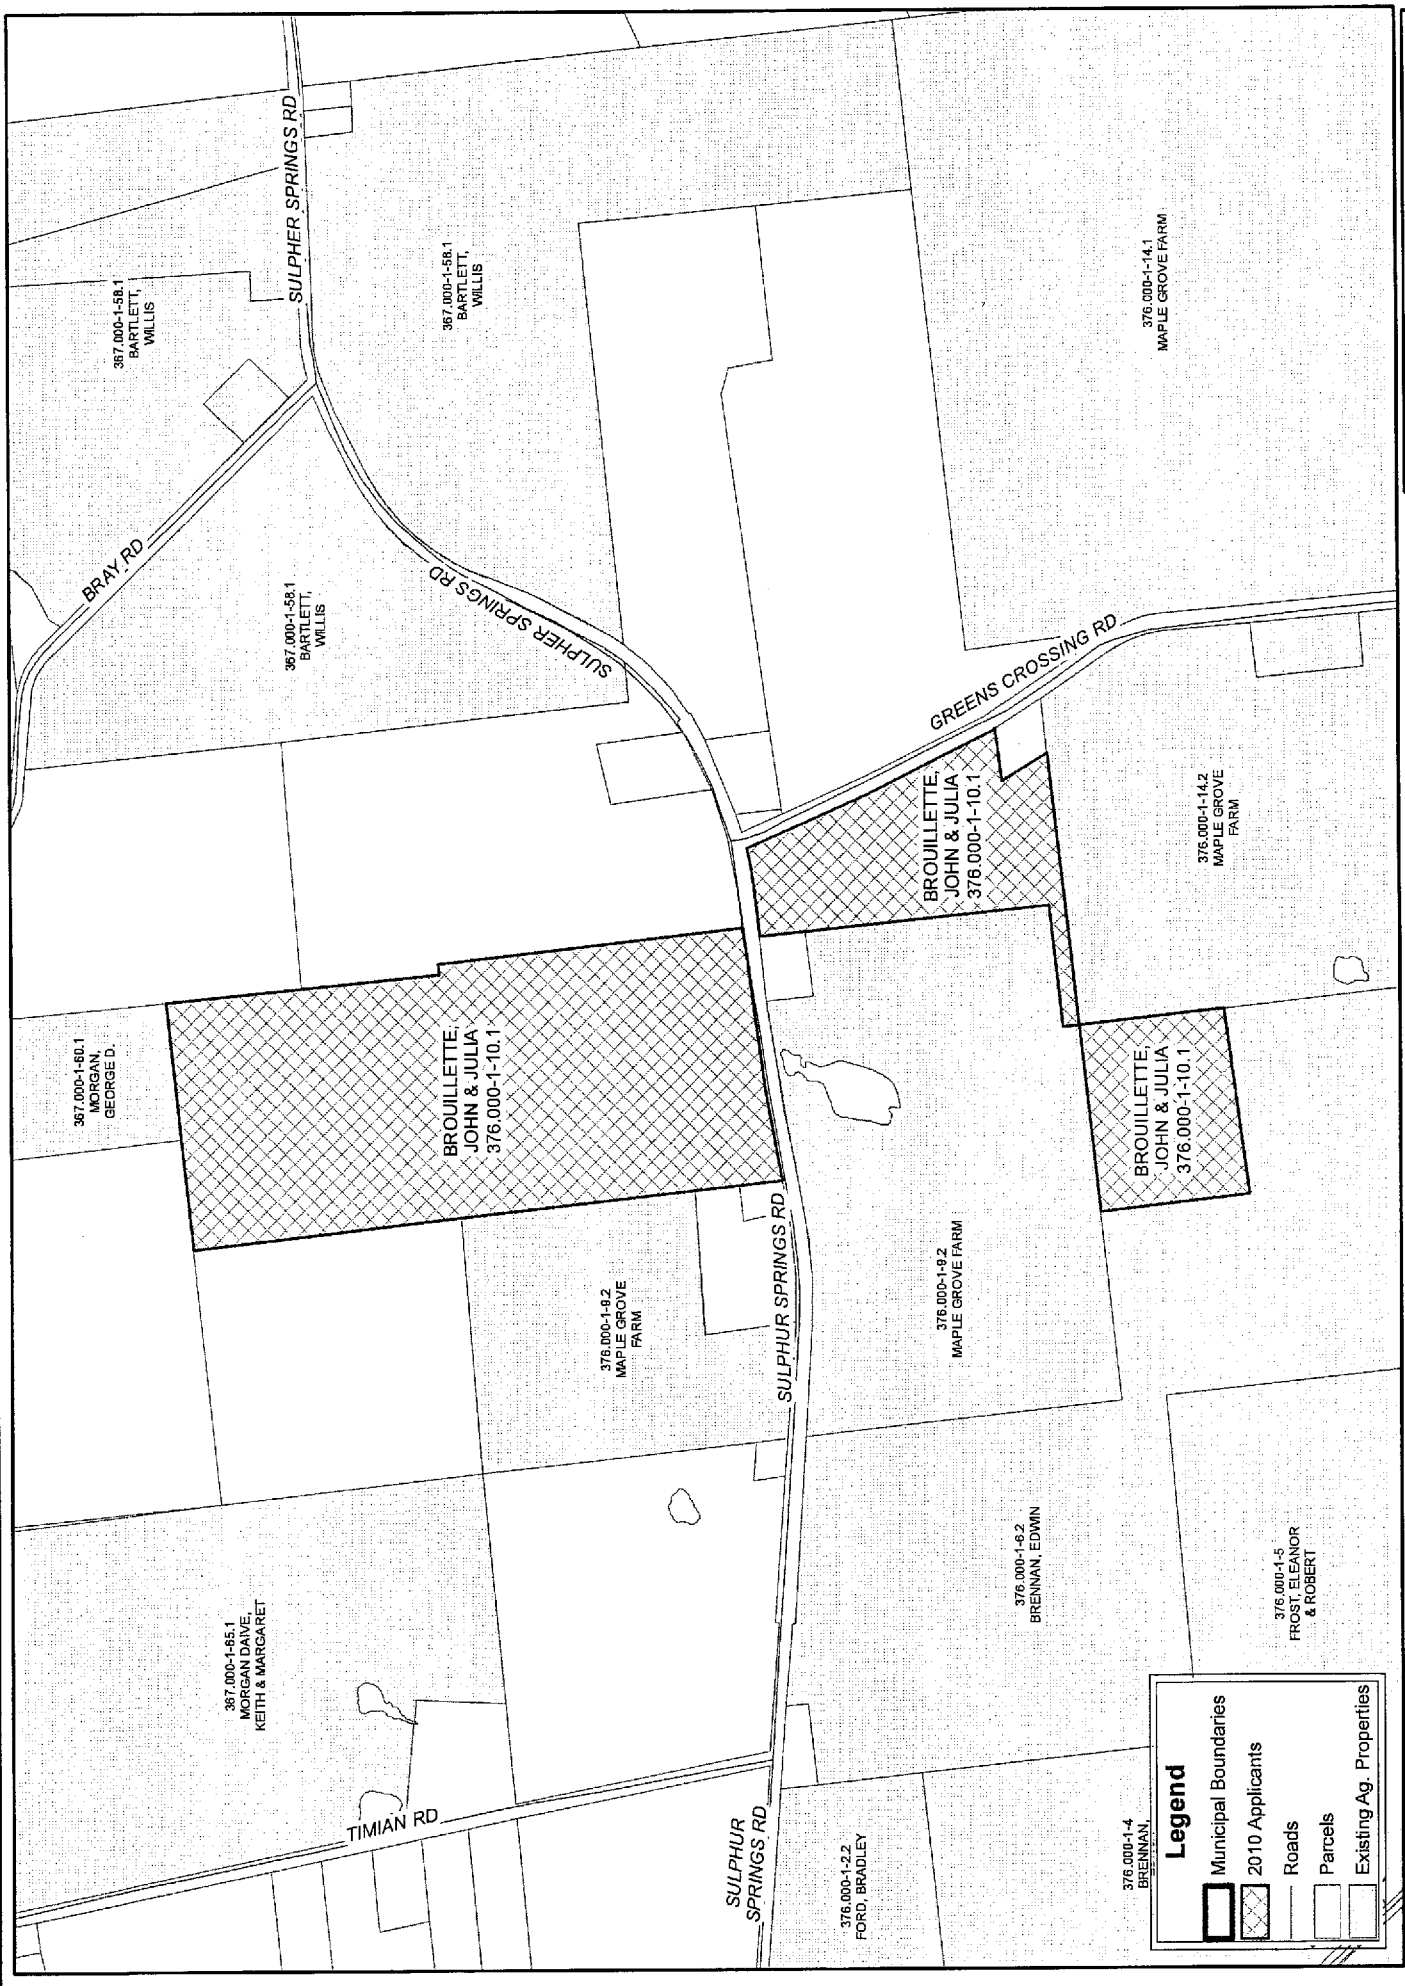 SULPHER SPRINGS RD
367.000-1-58.1
BARTLETT,
WILLIS
367.000-1-58.1
BARTLETT,
WILLIS
376.000-1-14.1
MAPLE GROVE FARM
BRAY RD
367.000-1-58.1
BARTLETT,
WILLIS
SULPHER SPRINGS RD
GREENS CROSSING RD
376.000-1-14.2
MAPLE GROVE
FARM
BROUILLETTE,
JOHN & JULIA
376.000-1-10.1
367.000-1-60.1
MORGAN,
GEORGE D.
BROUILLETTE,
JOHN & JULIA
376.000-1-10.1
BROUILLETTE,
JOHN & JULIA
376.000-1-10.1
376.000-1-9.2
MAPLE GROVE
FARM
SULPHUR SPRINGS RD
376.000-1-9.2
MAPLE GROVE FARM
367.000-1-65.1
MORGAN DAIVE,
KEITH & MARGARET
376.000-1-6.2
BRENNAN, EDWIN
376.000-1-5
FROST, ELEANOR
& ROBERT
TIMIAN RD
SULPHUR
SPRINGS RD
376.000-1-2.2
FORD, BRADLEY
376.000-1-4
BRENNAN,
Legend
Municipal Boundaries
2010 Applicants
Roads
Parcels
Existing Ag. Properties